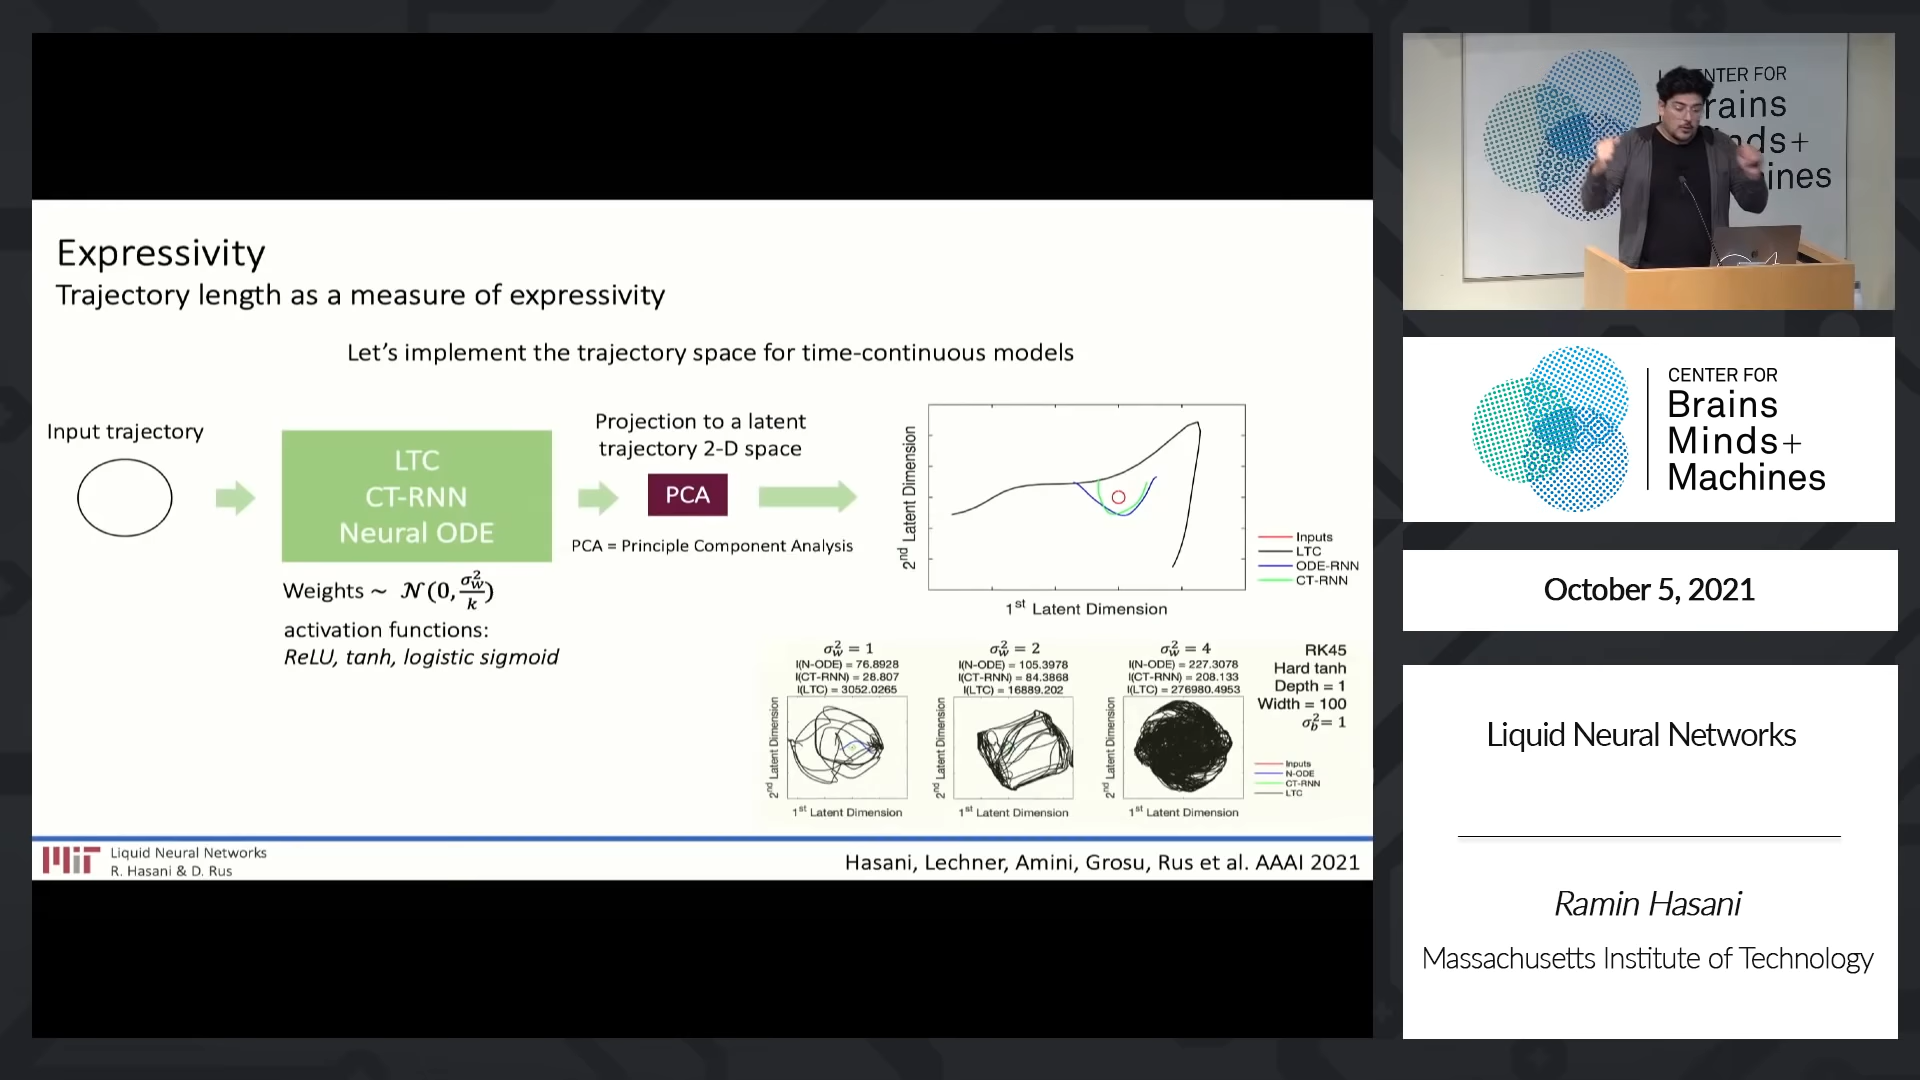 Expressivity
Trajectory length as a measure of expressivity
Let's implement the trajectory space for time-continuous models
Input trajectory
LTC
CT-RNN
Neural ODE
Weights ~ 𝒩(0, σ²w/k)
activation functions:
ReLU, tanh, logistic sigmoid
Projection to a latent
trajectory 2-D space
PCA
PCA = Principle Component Analysis
2nd Latent Dimension
1st Latent Dimension
Inputs
LTC
ODE-RNN
CT-RNN
σ²w = 1
l(N-ODE) = 76.8928
l(CT-RNN) = 28.807
l(LTC) = 3052.0265
2nd Latent Dimension
1st Latent Dimension
σ²w = 2
l(N-ODE) = 105.3978
l(CT-RNN) = 84.3868
l(LTC) = 16889.202
2nd Latent Dimension
1st Latent Dimension
σ²w = 4
l(N-ODE) = 227.3078
l(CT-RNN) = 208.133
l(LTC) = 276980.4953
2nd Latent Dimension
1st Latent Dimension
RK45
Hard tanh
Depth = 1
Width = 100
σ²b = 1
Inputs
N-ODE
CT-RNN
LTC
MIT
Liquid Neural Networks
R. Hasani & D. Rus
Hasani, Lechner, Amini, Grosu, Rus et al. AAAI 2021
CENTER FOR
Brains
Minds+
Machines
October 5, 2021
Liquid Neural Networks
Ramin Hasani
Massachusetts Institute of Technology